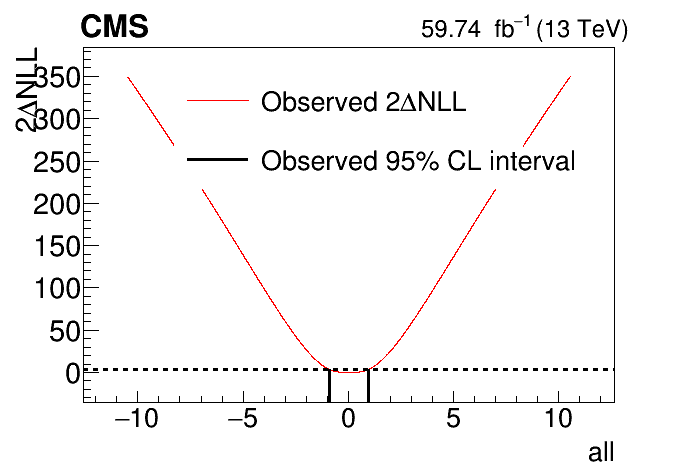 CMS
59.74 fb⁻¹ (13 TeV)
2ΔNLL
350
300
250
200
150
100
50
0
Observed 2ΔNLL
Observed 95% CL interval
−10 −5 0 5 10
all